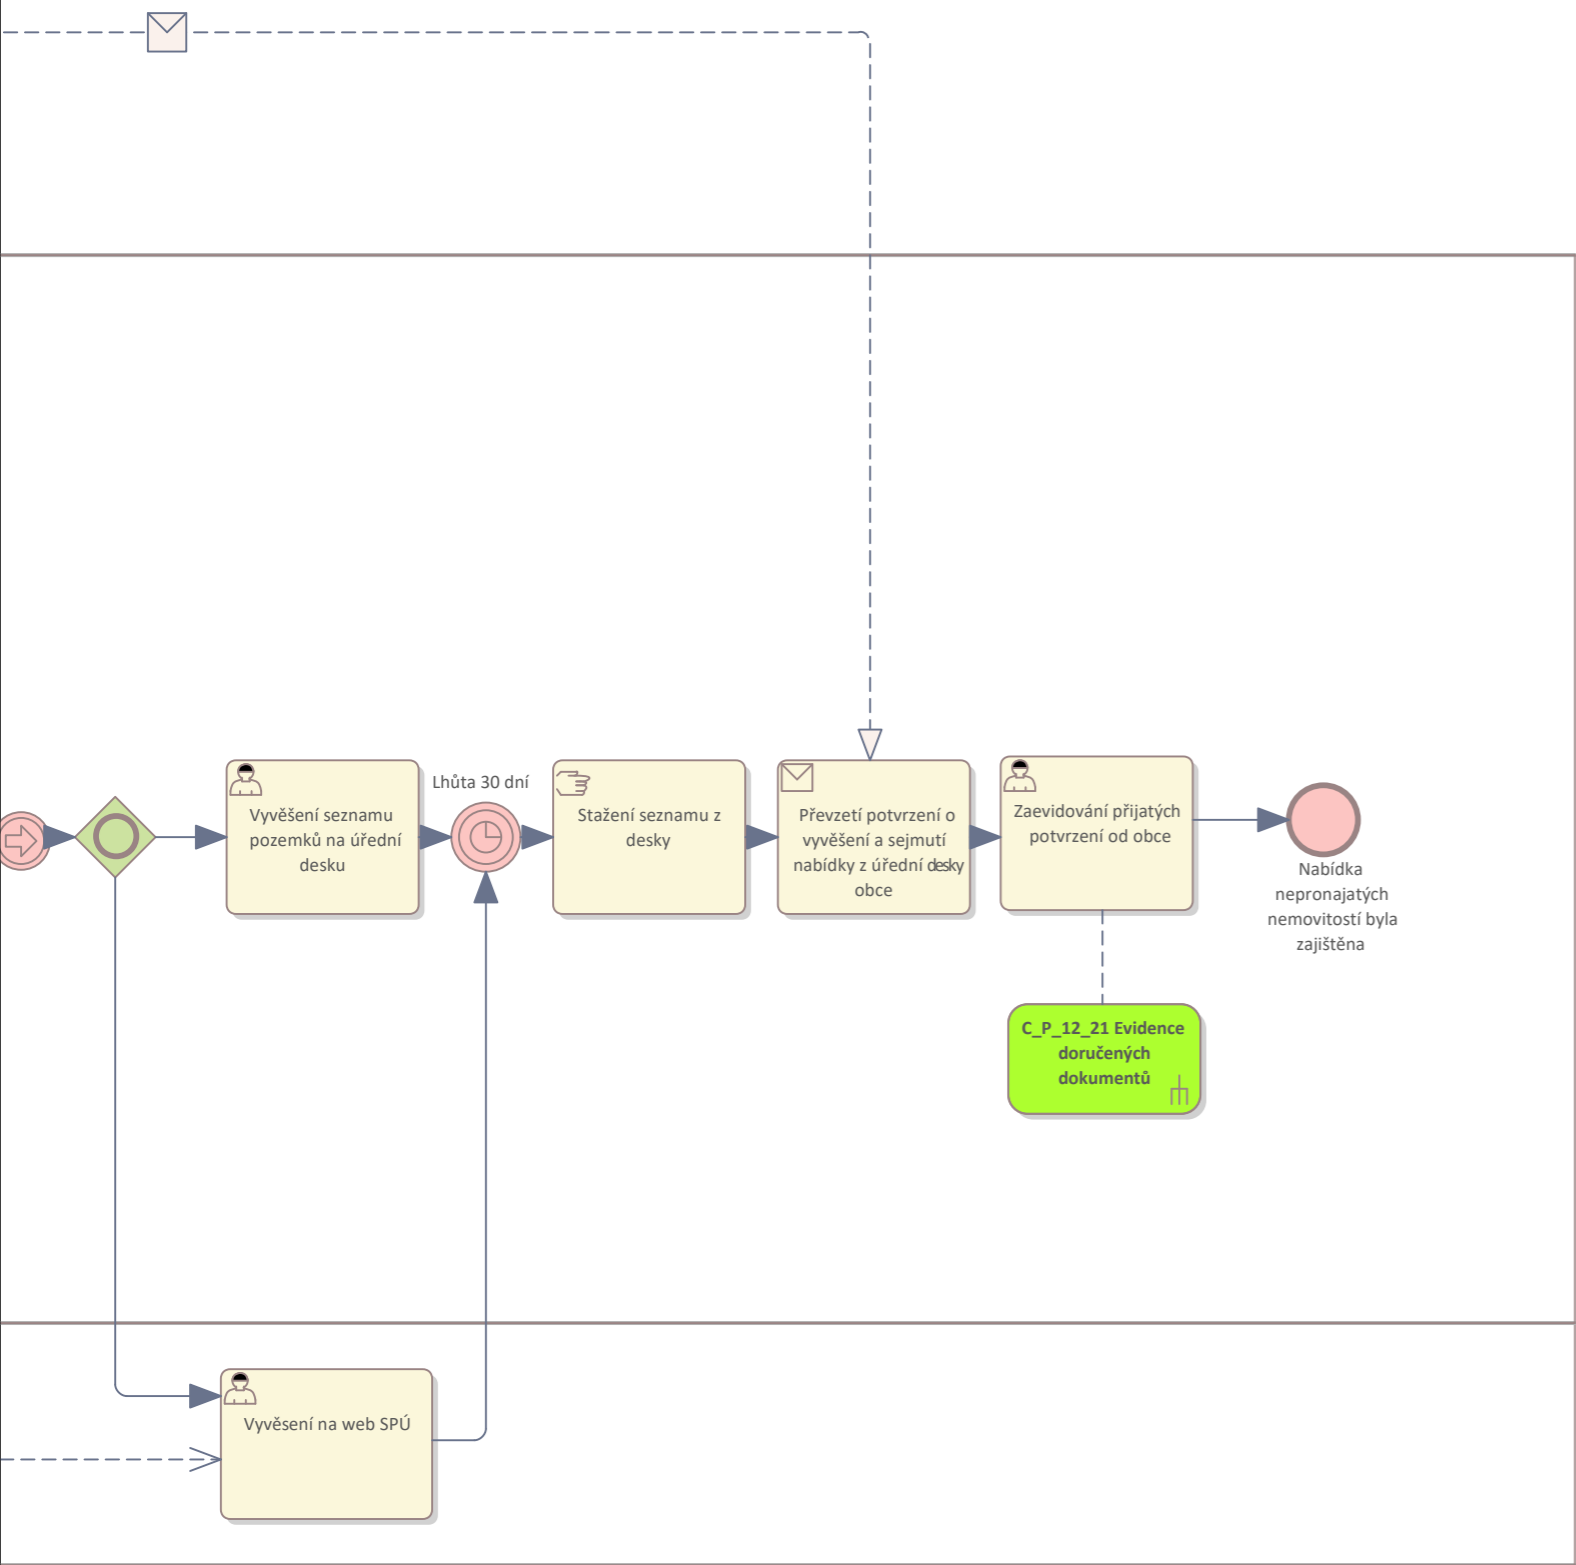 Vyvěšení seznamu
pozemků na úřední
desku
Lhůta 30 dní
Stažení seznamu z
desky
Převzetí potvrzení o
vyvěšení a sejmutí
nabídky z úřední desky
obce
Zaevidování přijatých
potvrzení od obce
Nabídka
nepronajatých
nemovitostí byla
zajištěna
C_P_12_21 Evidence
doručených
dokumentů
Vyvěsení na web SPÚ